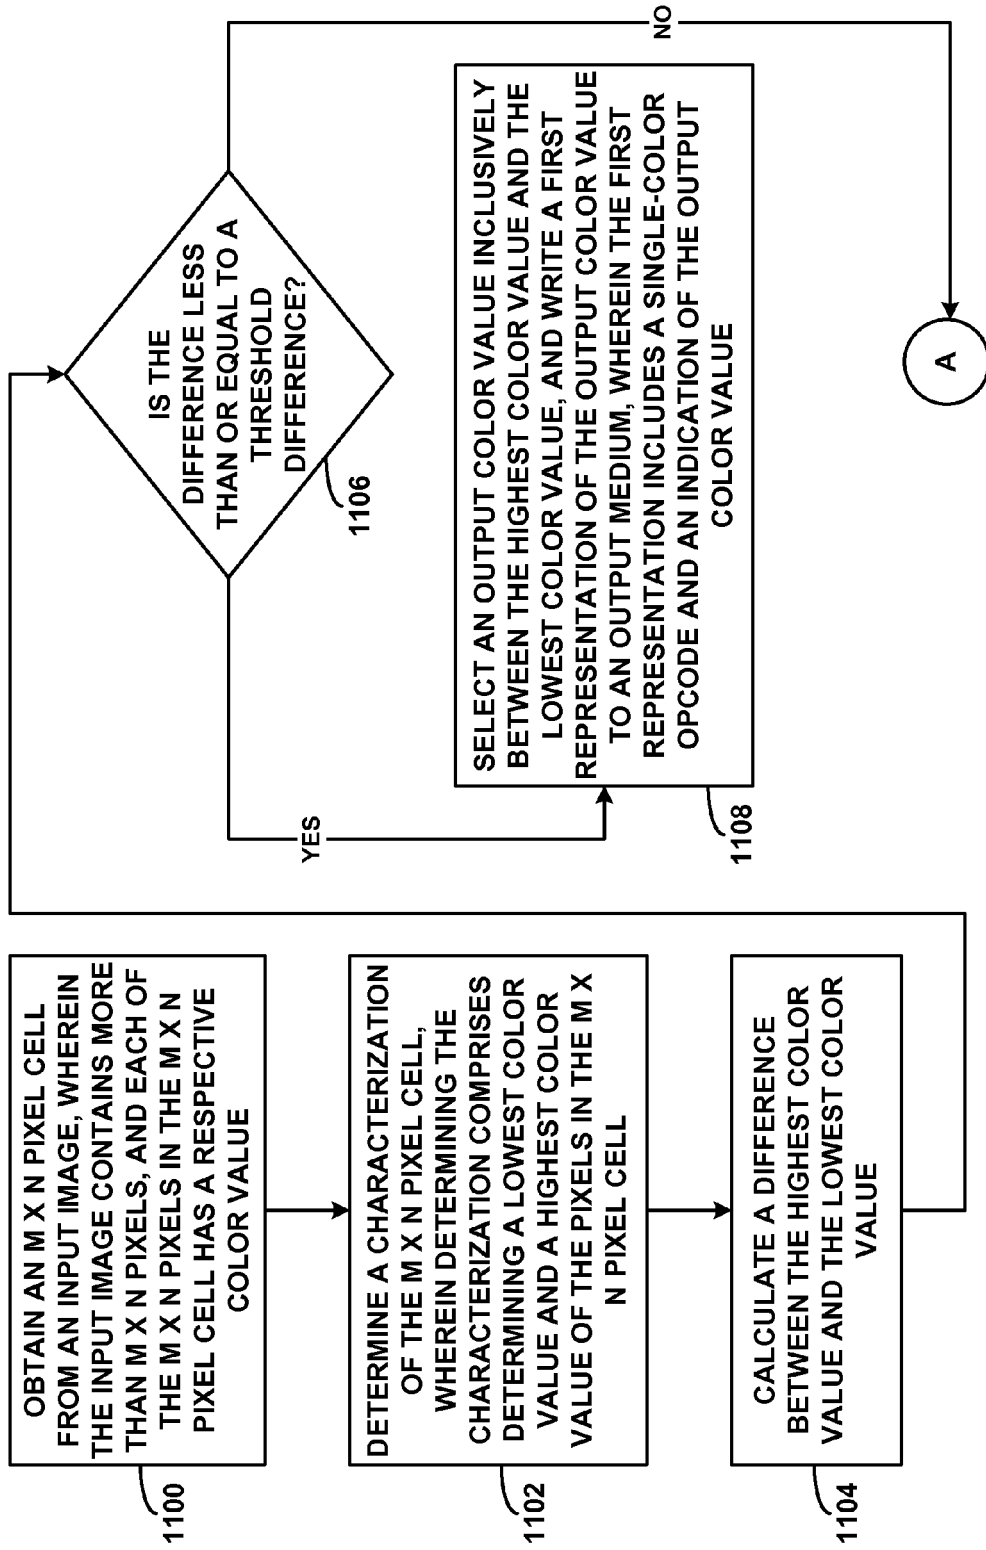 OBTAIN AN M X N PIXEL CELL
FROM AN INPUT IMAGE, WHEREIN
THE INPUT IMAGE CONTAINS MORE
THAN M X N PIXELS, AND EACH OF
THE M X N PIXELS IN THE M X N
PIXEL CELL HAS A RESPECTIVE
COLOR VALUE
1100
DETERMINE A CHARACTERIZATION
OF THE M X N PIXEL CELL,
WHEREIN DETERMINING THE
CHARACTERIZATION COMPRISES
DETERMINING A LOWEST COLOR
VALUE AND A HIGHEST COLOR
VALUE OF THE PIXELS IN THE M X
N PIXEL CELL
1102
CALCULATE A DIFFERENCE
BETWEEN THE HIGHEST COLOR
VALUE AND THE LOWEST COLOR
VALUE
1104
IS THE
DIFFERENCE LESS
THAN OR EQUAL TO A
THRESHOLD
DIFFERENCE?
1106
YES
NO
SELECT AN OUTPUT COLOR VALUE INCLUSIVELY
BETWEEN THE HIGHEST COLOR VALUE AND THE
LOWEST COLOR VALUE, AND WRITE A FIRST
REPRESENTATION OF THE OUTPUT COLOR VALUE
TO AN OUTPUT MEDIUM, WHEREIN THE FIRST
REPRESENTATION INCLUDES A SINGLE-COLOR
OPCODE AND AN INDICATION OF THE OUTPUT
COLOR VALUE
1108
A